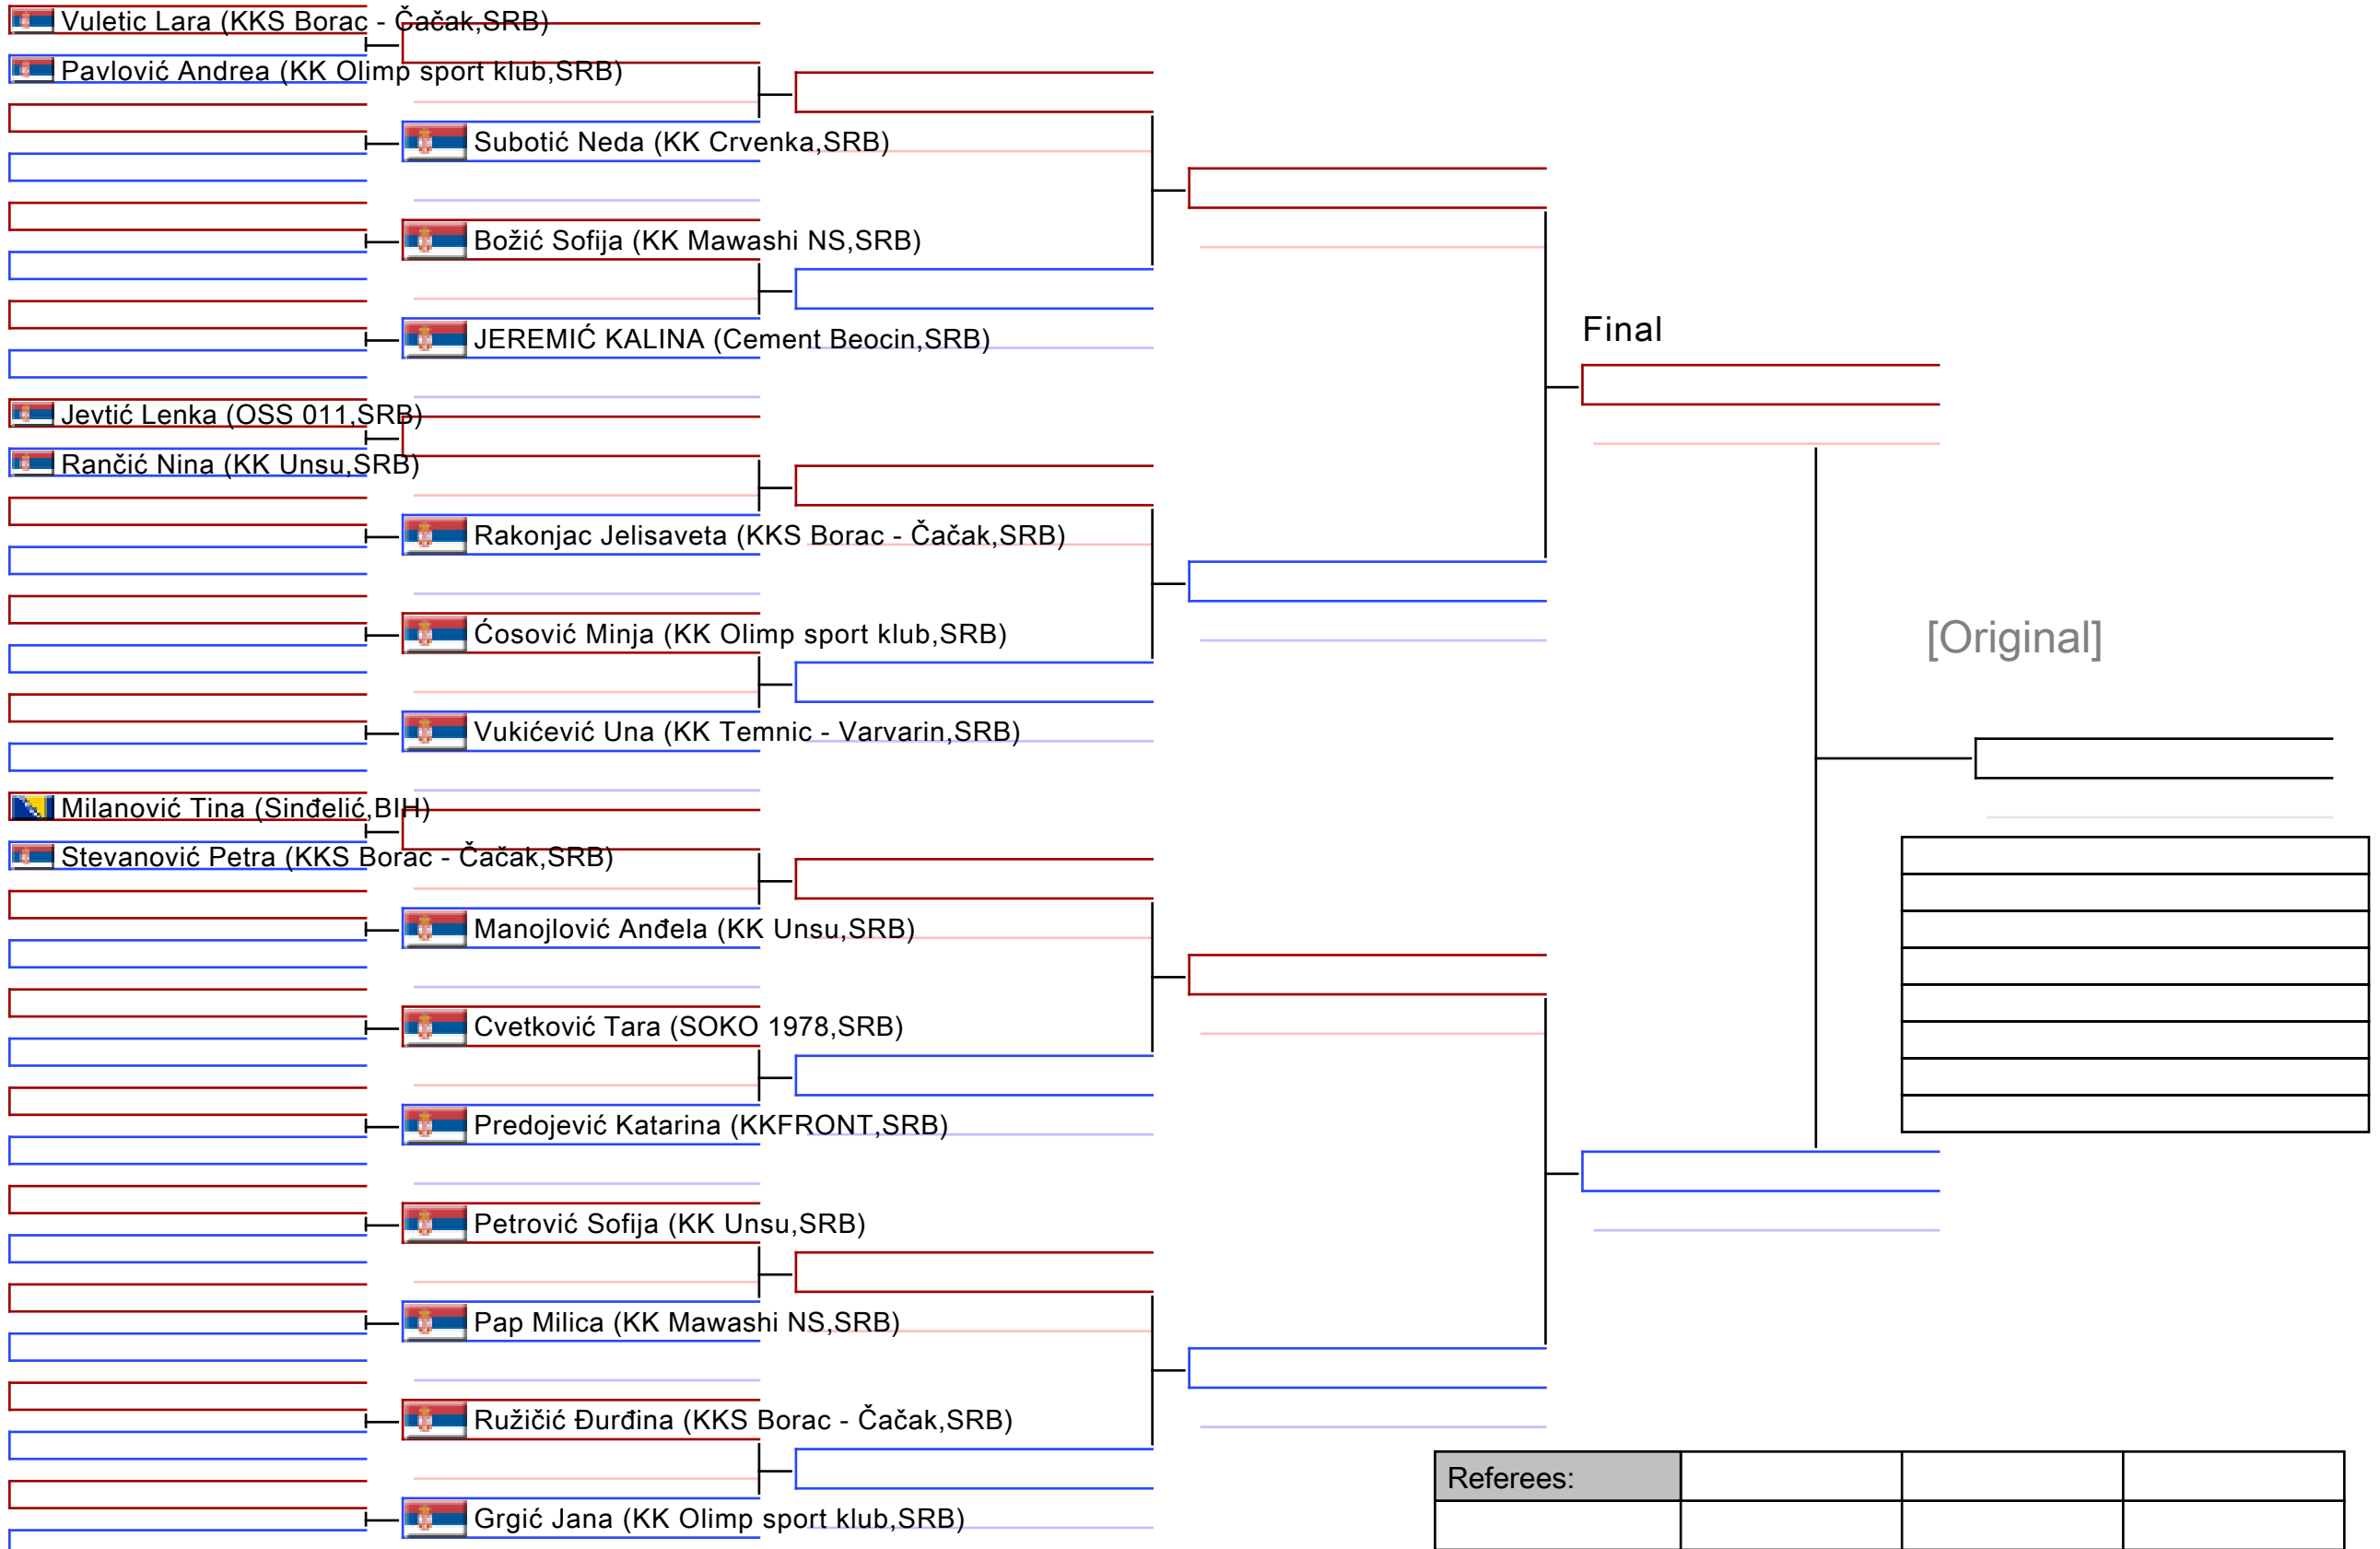 Vuletic Lara (KKS Borac - Čačak,SRB)
Pavlović Andrea (KK Olimp sport klub,SRB)
Subotić Neda (KK Crvenka,SRB)
Božić Sofija (KK Mawashi NS,SRB)
JEREMIĆ KALINA (Cement Beocin,SRB)
Final
Jevtić Lenka (OSS 011,SRB)
Rančić Nina (KK Unsu,SRB)
Rakonjac Jelisaveta (KKS Borac - Čačak,SRB)
Ćosović Minja (KK Olimp sport klub,SRB)
[Original]
Vukićević Una (KK Temnic - Varvarin,SRB)
Milanović Tina (Sinđelić,BIH)
Stevanović Petra (KKS Borac - Čačak,SRB)
Manojlović Anđela (KK Unsu,SRB)
Cvetković Tara (SOKO 1978,SRB)
Predojević Katarina (KKFRONT,SRB)
Petrović Sofija (KK Unsu,SRB)
Pap Milica (KK Mawashi NS,SRB)
Ružičić Đurđina (KKS Borac - Čačak,SRB)
Referees:
Grgić Jana (KK Olimp sport klub,SRB)